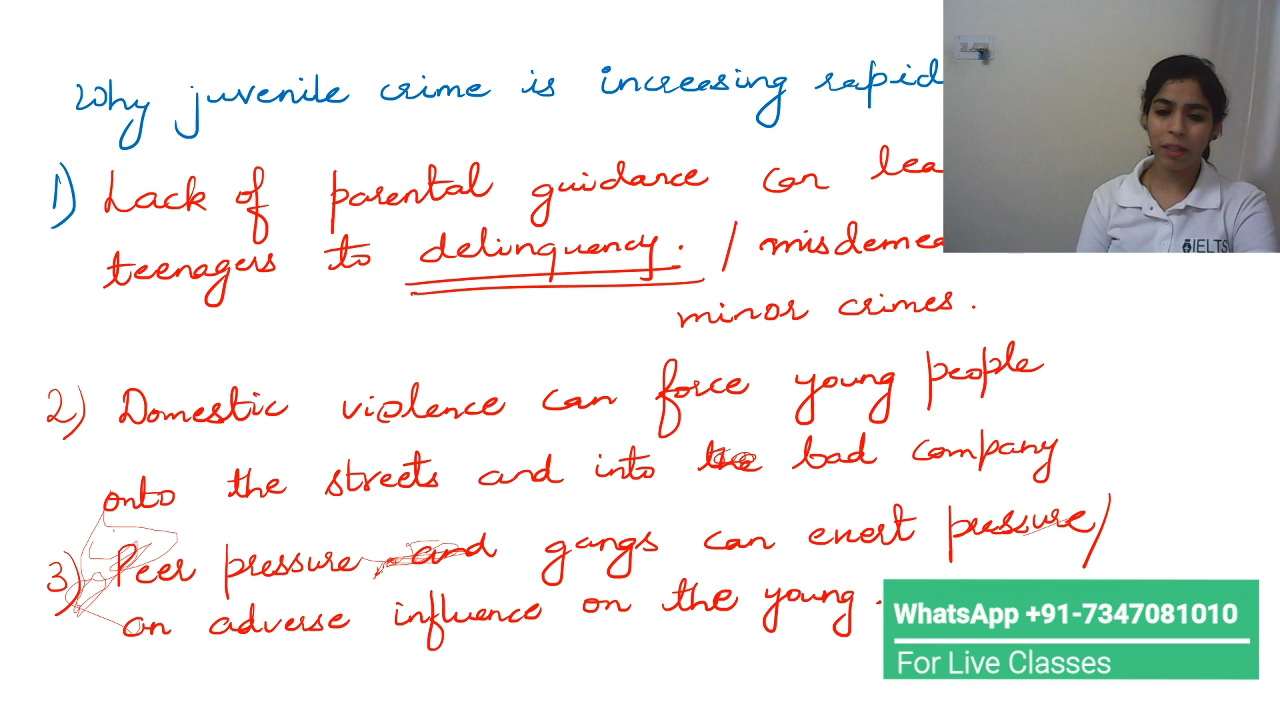 Why juvenile crime is increasing rapid
1) Lack of parental guidance can lea
teenagers to delinquency. / misdemea
minor crimes.
2) Domestic violence can force young people
onto the streets and into bad company
3) Peer pressure and gangs can exert pressure/
an adverse influence on the young.
IELTS
WhatsApp +91-7347081010
For Live Classes